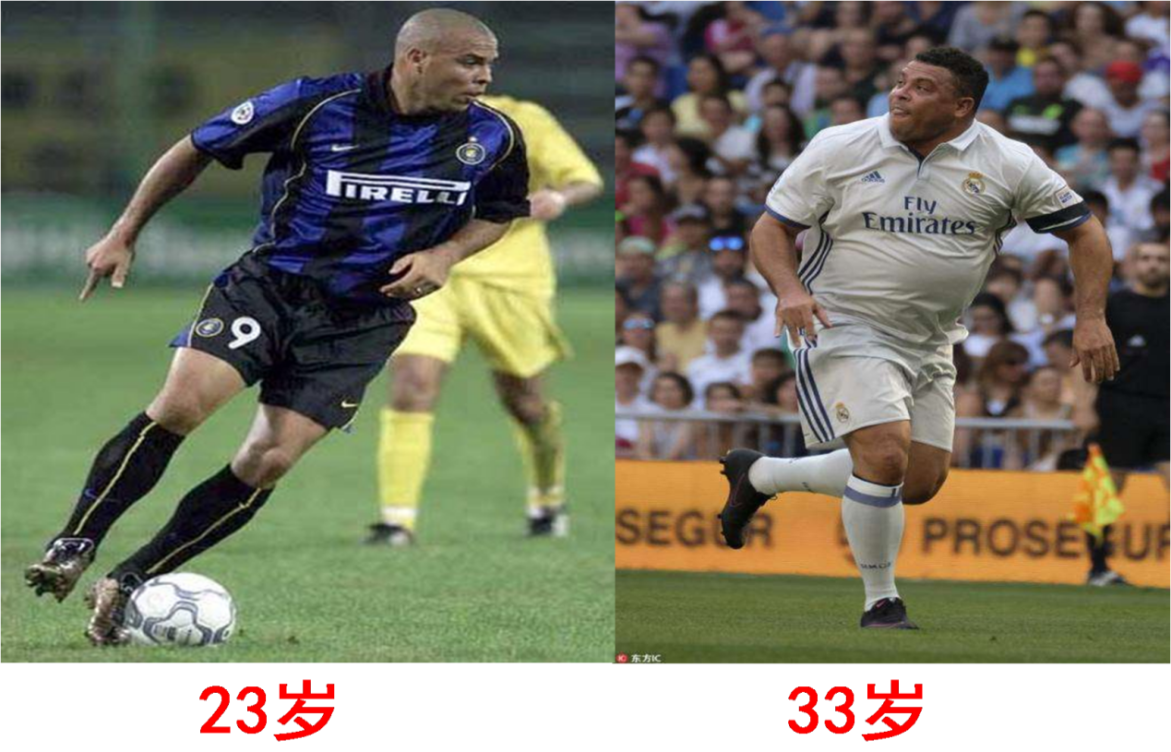 PIRELLI
9
Fly
Emirates
SEGUR
PROSEGUR
东方IC
23岁
33岁